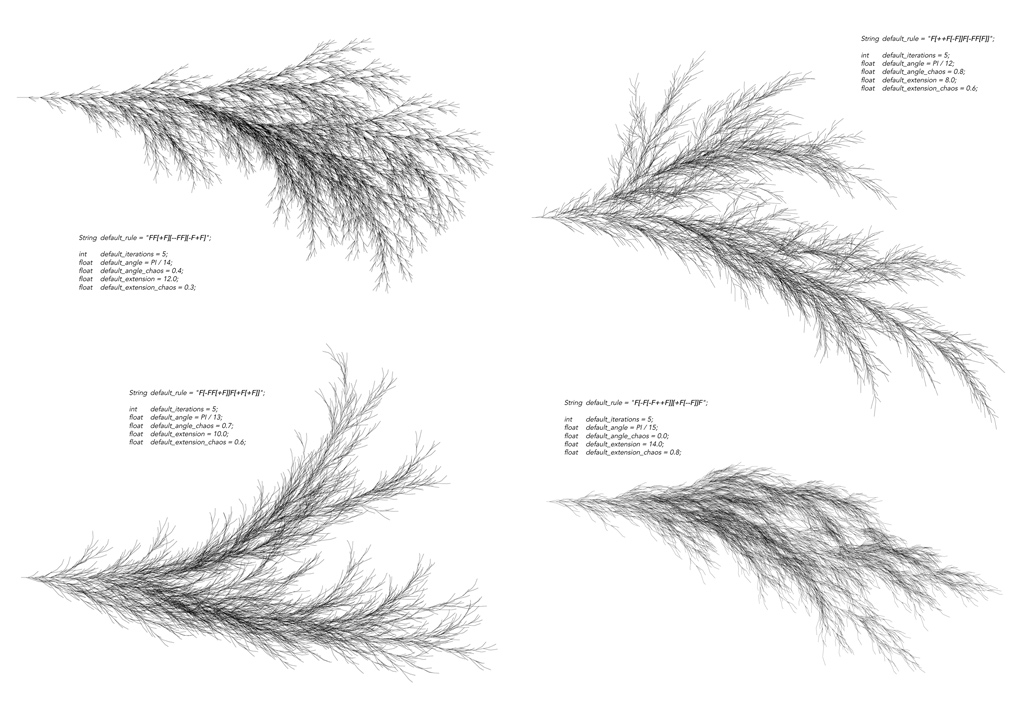 String default_rule = "FF[+F][--FF][-F+F]";
int default_iterations = 5;
float default_angle = PI / 14;
float default_angle_chaos = 0.4;
float default_extension = 12.0;
float default_extension_chaos = 0.3;
String default_rule = "F[++F[-F]]F[-FF[F]]";
int default_iterations = 5;
float default_angle = PI / 12;
float default_angle_chaos = 0.8;
float default_extension = 8.0;
float default_extension_chaos = 0.6;
String default_rule = "F[-FF[+F]]F[+F[+F]]";
int default_iterations = 5;
float default_angle = PI / 13;
float default_angle_chaos = 0.7;
float default_extension = 10.0;
float default_extension_chaos = 0.6;
String default_rule = "F[-F[-F++F]][+F[--F]]F";
int default_iterations = 5;
float default_angle = PI / 15;
float default_angle_chaos = 0.0;
float default_extension = 14.0;
float default_extension_chaos = 0.8;